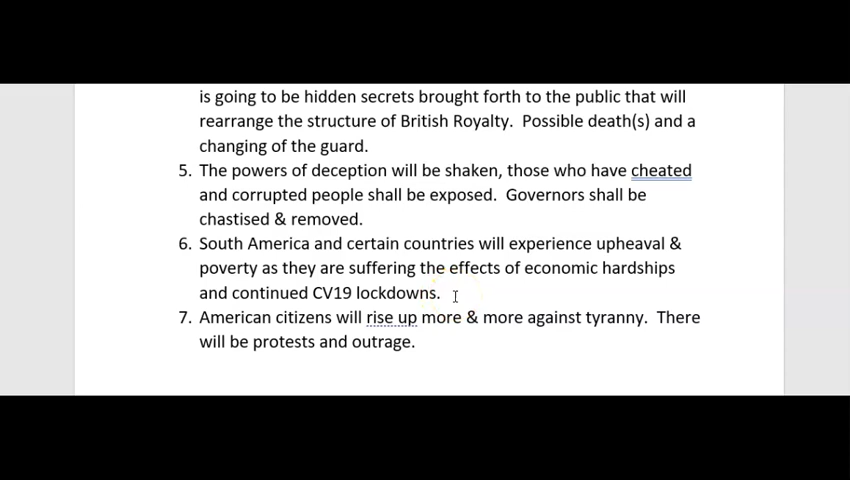 is going to be hidden secrets brought forth to the public that will
rearrange the structure of British Royalty.  Possible death(s) and a
changing of the guard.
5. The powers of deception will be shaken, those who have cheated
and corrupted people shall be exposed.  Governors shall be
chastised & removed.
6. South America and certain countries will experience upheaval &
poverty as they are suffering the effects of economic hardships
and continued CV19 lockdowns.
7. American citizens will rise up more & more against tyranny.  There
will be protests and outrage.